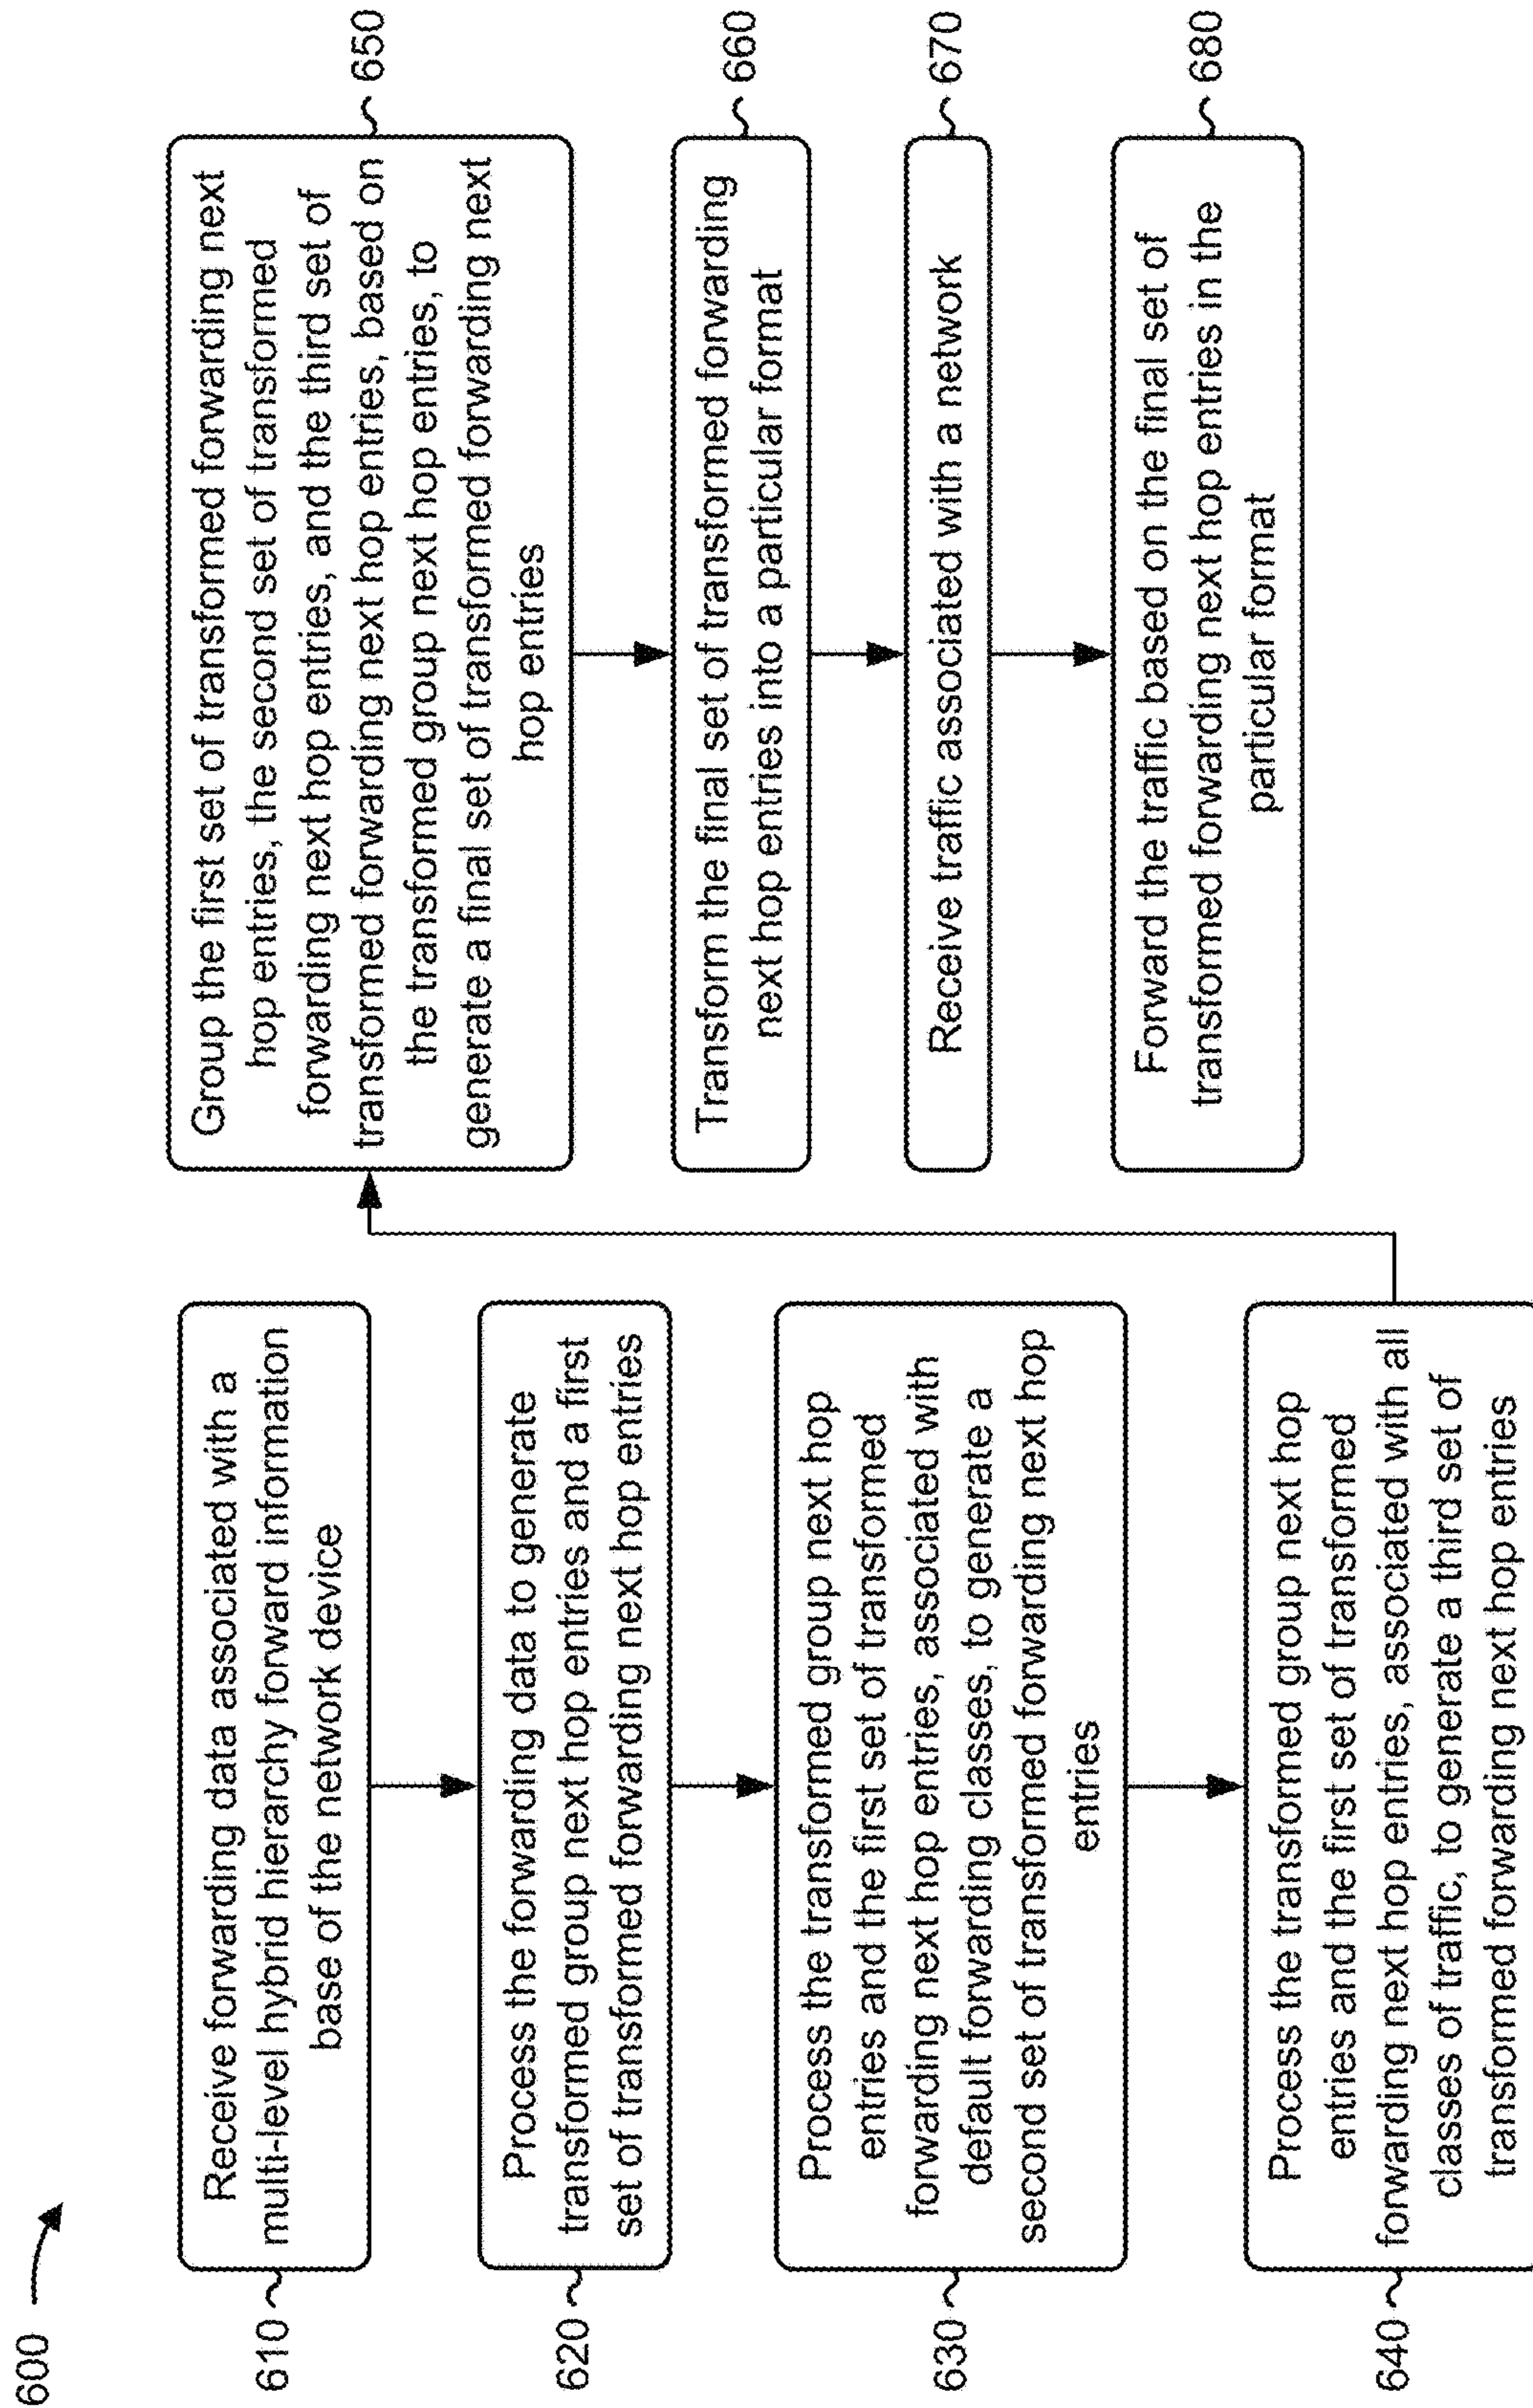 600
610
Receive forwarding data associated with a
multi-level hybrid hierarchy forward information
base of the network device
620
Process the forwarding data to generate
transformed group next hop entries and a first
set of transformed forwarding next hop entries
630
Process the transformed group next hop
entries and the first set of transformed
forwarding next hop entries, associated with
default forwarding classes, to generate a
second set of transformed forwarding next hop
entries
640
Process the transformed group next hop
entries and the first set of transformed
forwarding next hop entries, associated with all
classes of traffic, to generate a third set of
transformed forwarding next hop entries
650
Group the first set of transformed forwarding next
hop entries, the second set of transformed
forwarding next hop entries, and the third set of
transformed forwarding next hop entries, based on
the transformed group next hop entries, to
generate a final set of transformed forwarding next
hop entries
660
Transform the final set of transformed forwarding
next hop entries into a particular format
670
Receive traffic associated with a network
680
Forward the traffic based on the final set of
transformed forwarding next hop entries in the
particular format